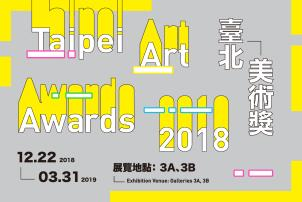 Taipei
Art
Awards
2018
臺北
美術獎
12.22 2018
03.31 2019
展覽地點：3A、3B
Exhibition Venue: Galleries 3A, 3B